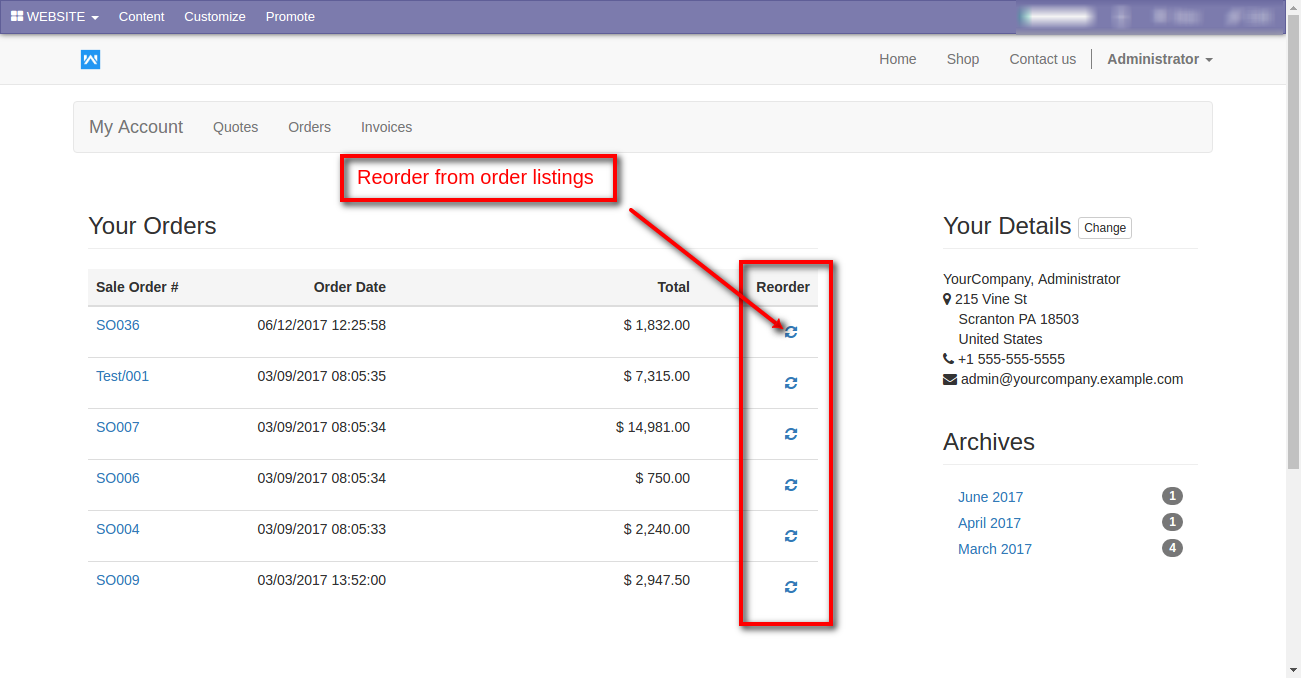 WEBSITE Content Customize Promote
Home Shop Contact us Administrator
My Account Quotes Orders Invoices
Reorder from order listings
Your Orders
Sale Order # Order Date Total Reorder
SO036 06/12/2017 12:25:58 $ 1,832.00
Test/001 03/09/2017 08:05:35 $ 7,315.00
SO007 03/09/2017 08:05:34 $ 14,981.00
SO006 03/09/2017 08:05:34 $ 750.00
SO004 03/09/2017 08:05:33 $ 2,240.00
SO009 03/03/2017 13:52:00 $ 2,947.50
Your Details Change
YourCompany, Administrator
215 Vine St
Scranton PA 18503
United States
+1 555-555-5555
admin@yourcompany.example.com
Archives
June 2017 1
April 2017 1
March 2017 4